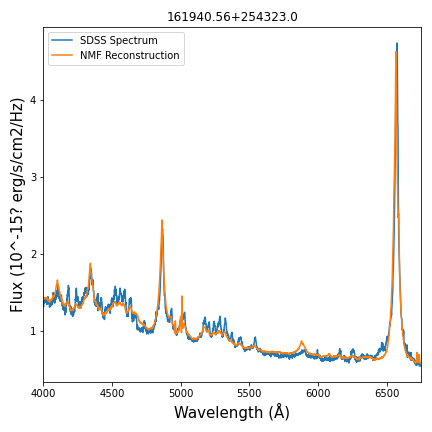 161940.56+254323.0
SDSS Spectrum
NMF Reconstruction
Flux (10^-15? erg/s/cm2/Hz)
4
3
2
1
4000 4500 5000 5500 6000 6500
Wavelength (Å)